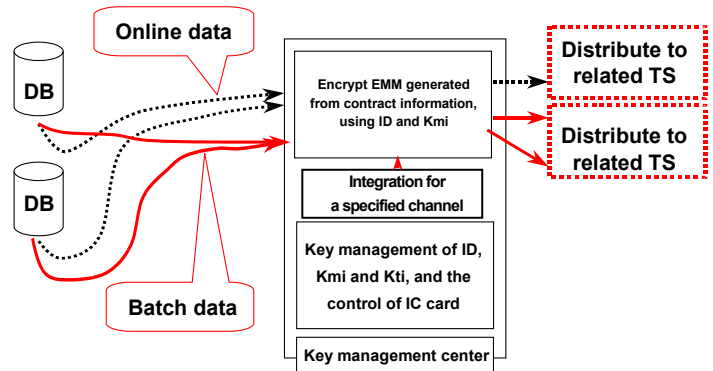 Online data
DB
DB
Batch data
Encrypt EMM generated
from contract information,
using ID and Kmi
Integration for
a specified channel
Key management of ID,
Kmi and Kti, and the
control of IC card
Key management center
Distribute to
related TS
Distribute to
related TS